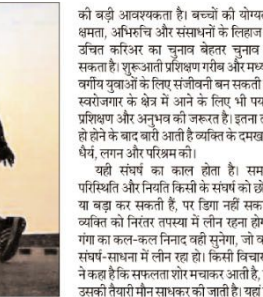 की बड़ी आवश्यकता है। बच्चों की योग्यत
क्षमता, अभिरुचि और संसाधनों के लिहाज
उचित करिअर का चुनाव बेहतर चुनाव
सकता है। शुरूआती प्रशिक्षण गरीब और मध्य
वर्गीय युवाओं के लिए संजीवनी बन सकती
स्वरोजगार के क्षेत्र में आने के लिए भी पर्या
प्रशिक्षण और अनुभव की जरूरत है। इतना त
हो होने के बाद बारी आती है व्यक्ति के दमख
धैर्य, लगन और परिश्रम की।
यही संघर्ष का काल होता है। सम
परिस्थिति और नियति किसी के संघर्ष को छो
या बड़ा कर सकती हैं, पर डिगा नहीं सक
व्यक्ति को निरंतर तपस्या में लीन रहना होग
गंगा का कल-कल निनाद वही सुनेगा, जो व
संघर्ष-साधना में लीन रहा हो। किसी विचार
ने कहा है कि सफलता शोर मचाकर आती है,
उसकी तैयारी मौन साधकर की जाती है। यहां